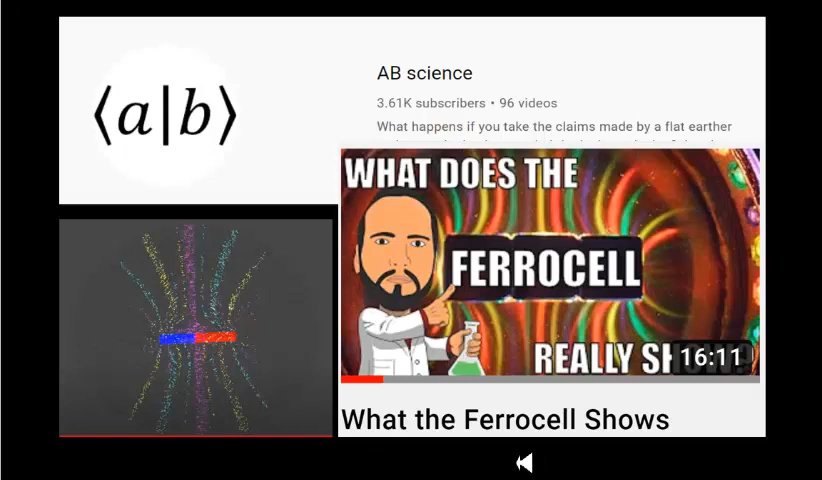 ⟨a|b⟩
AB science
3.61K subscribers • 96 videos
What happens if you take the claims made by a flat earther
WHAT DOES THE
FERROCELL
REALLY
16:11
What the Ferrocell Shows